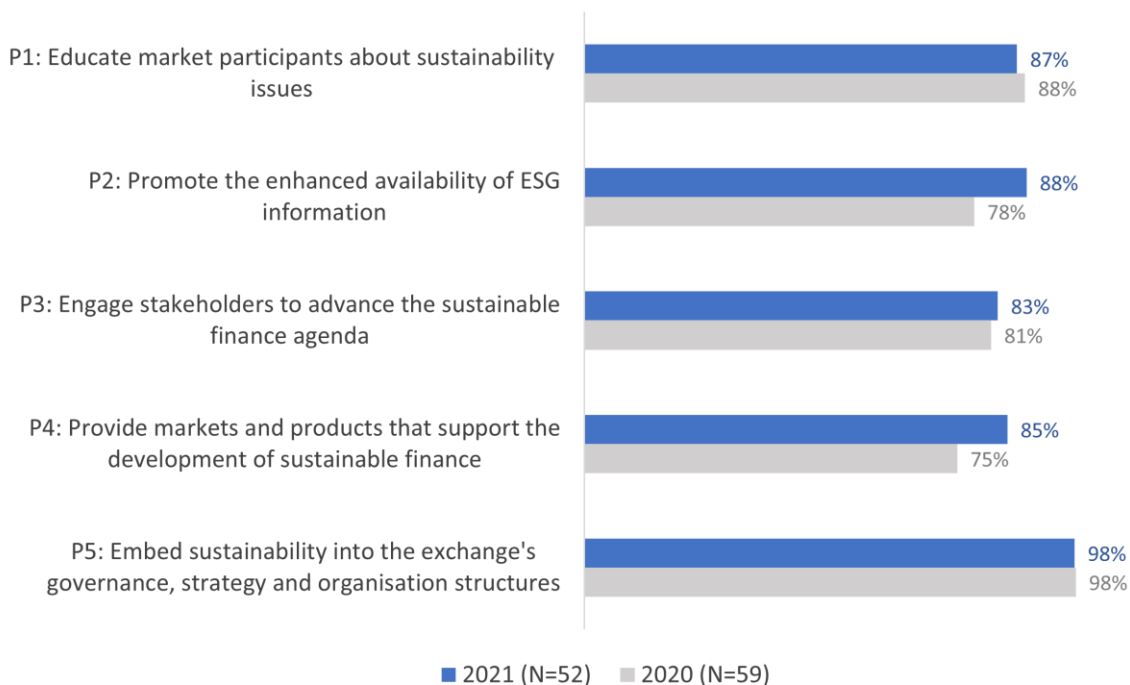 P1: Educate market participants about sustainability
issues
87%
88%
P2: Promote the enhanced availability of ESG
information
88%
78%
P3: Engage stakeholders to advance the sustainable
finance agenda
83%
81%
P4: Provide markets and products that support the
development of sustainable finance
85%
75%
P5: Embed sustainability into the exchange's
governance, strategy and organisation structures
98%
98%
2021 (N=52) 2020 (N=59)